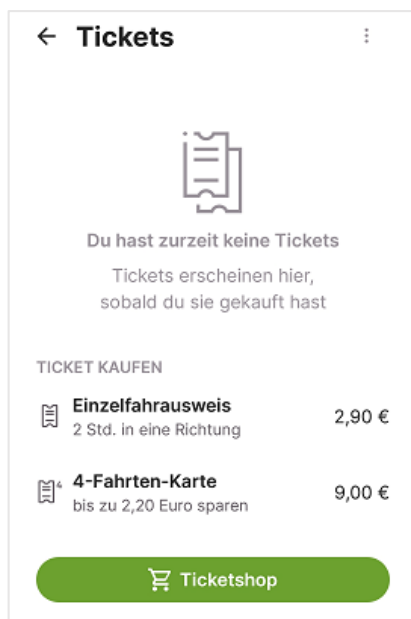 Tickets
Du hast zurzeit keine Tickets
Tickets erscheinen hier,
sobald du sie gekauft hast
TICKET KAUFEN
Einzelfahrausweis
2 Std. in eine Richtung
2,90 €
4
4-Fahrten-Karte
bis zu 2,20 Euro sparen
9,00 €
Ticketshop